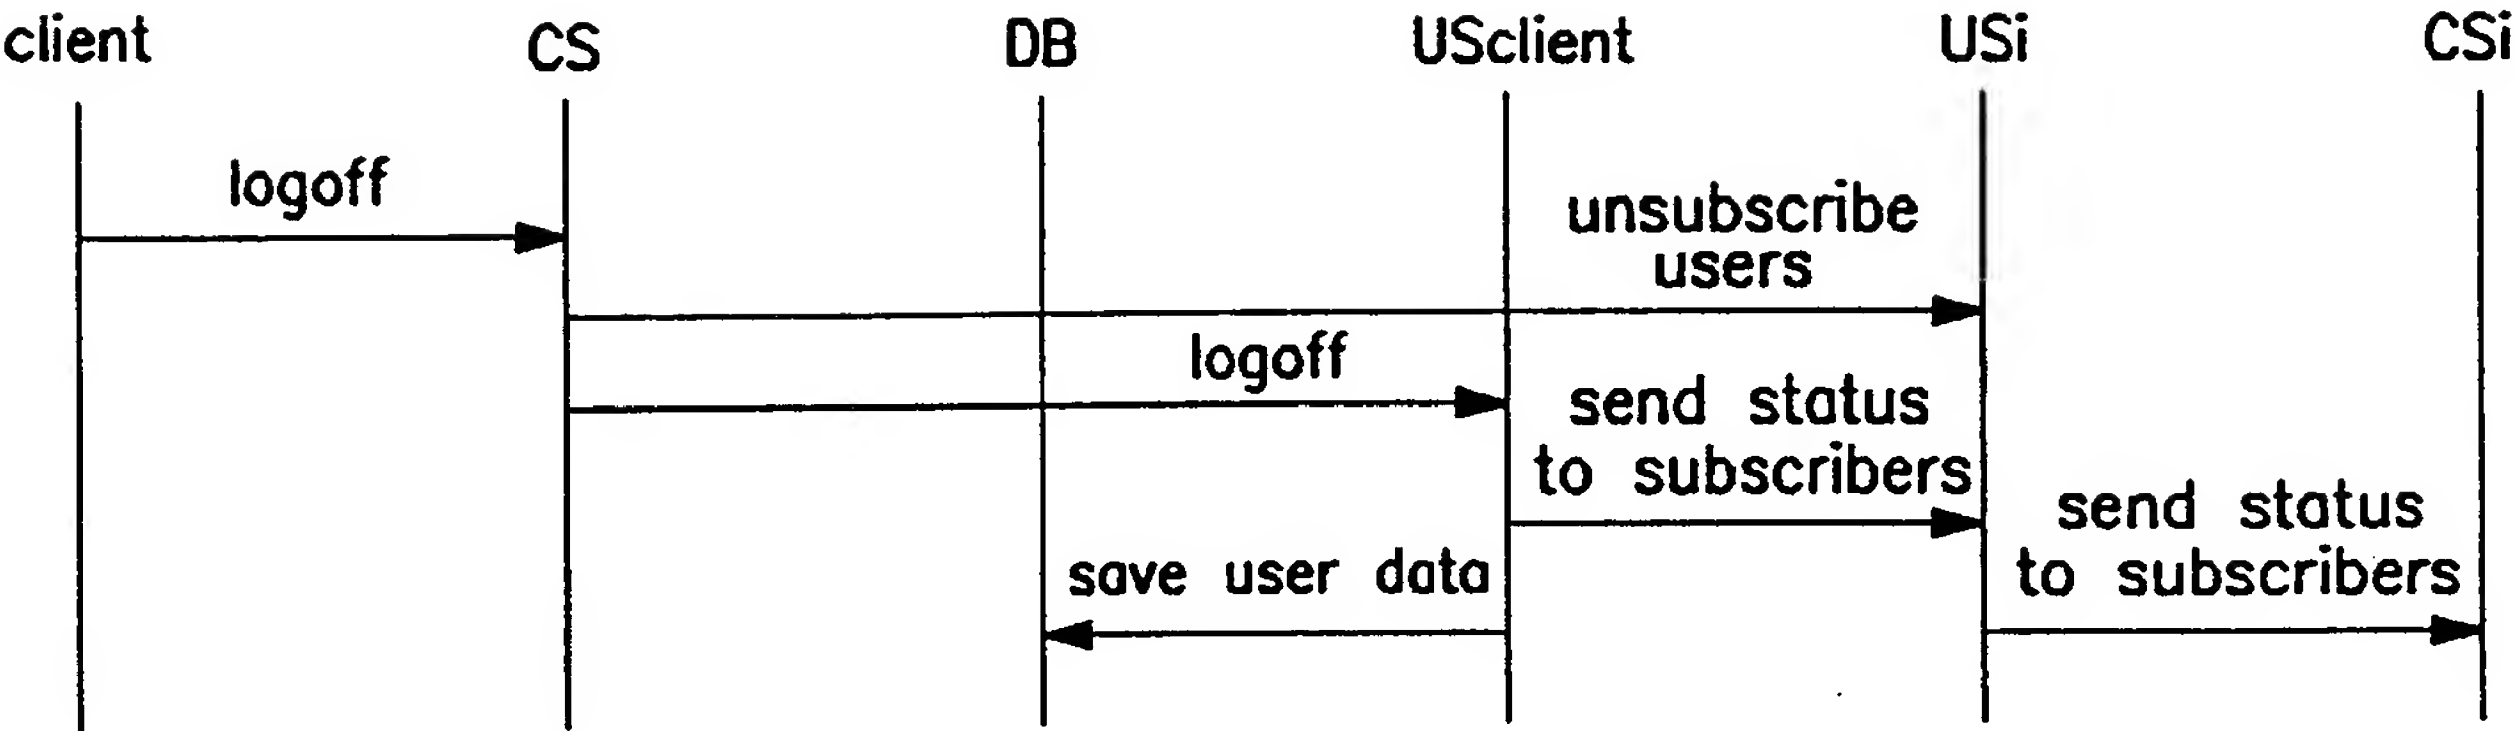 client CS DB USclient USi CSi
logoff
unsubscribe
users
logoff
send status
to subscribers
send status
to subscribers
save user data